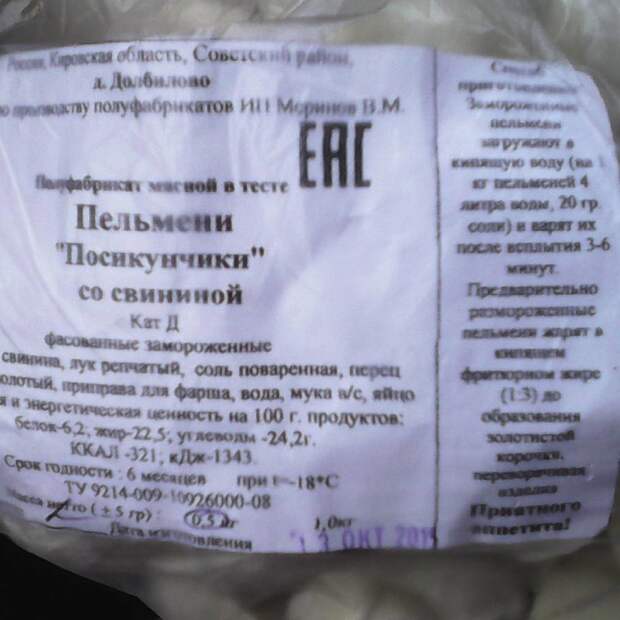 Россия, Кировская область, Советский район,
д. Долбилово
по производству полуфабрикатов ИП Моринов В.М.
EAC
Полуфабрикат мясной в тесте
Пельмени
"Посикунчики"
со свининой
Кат Д
фасованные замороженные
свинина, лук репчатый, соль поваренная, перец
молотый, приправа для фарша, вода, мука в/с, яйцо
я и энергетическая ценность на 100 г. продуктов:
белок-6,2; жир-22,5; углеводы -24,2г.
ККАЛ -321; кДж-1343.
Срок годности : 6 месяцев при t=-18*С
ТУ 9214-009-10926000-08
Масса нетто ( ± 5 гр) : 0,5 кг 1,0кг
Дата изготовления 13 ОКТ
Способ
приготовления:
Замороженные
пельмени
загружают в
кипящую воду (на 1
кг пельменей 4
литра воды, 20 гр.
соли) и варят их
после всплытия 3-6
минут.
Предварительно
размороженные
пельмени жарят в
кипящем
фритюрном жире
(1:3) до
образования
золотистой
корочки,
переворачивая
изделия
Приятного
аппетита!